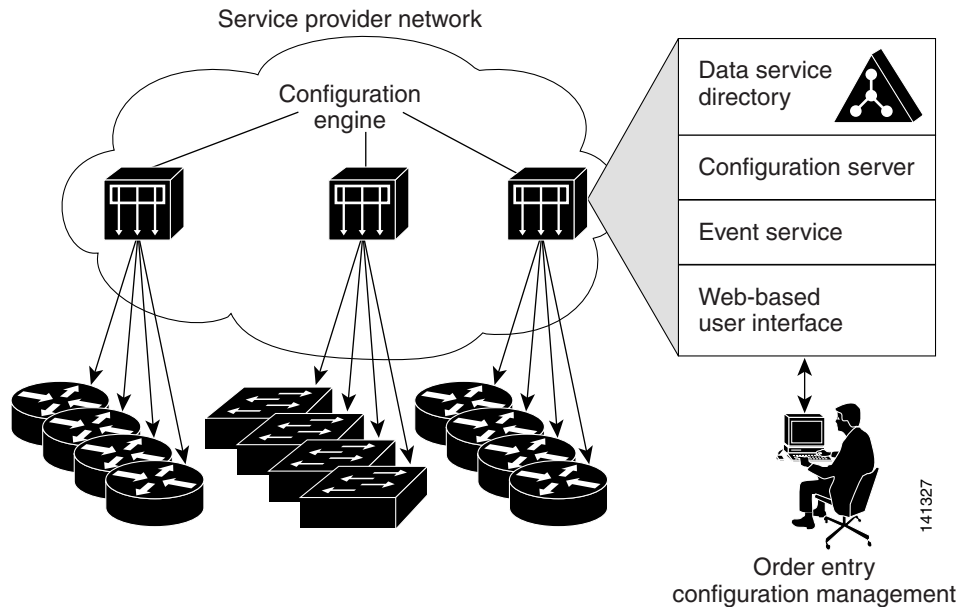 Service provider network
Configuration
engine
Data service
directory
Configuration server
Event service
Web-based
user interface
141327
Order entry
configuration management